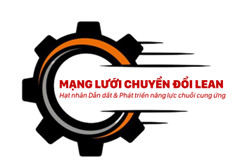 MẠNG LƯỚI CHUYỂN ĐỔI LEAN
Hạt nhân Dẫn dắt & Phát triển năng lực chuỗi cung ứng